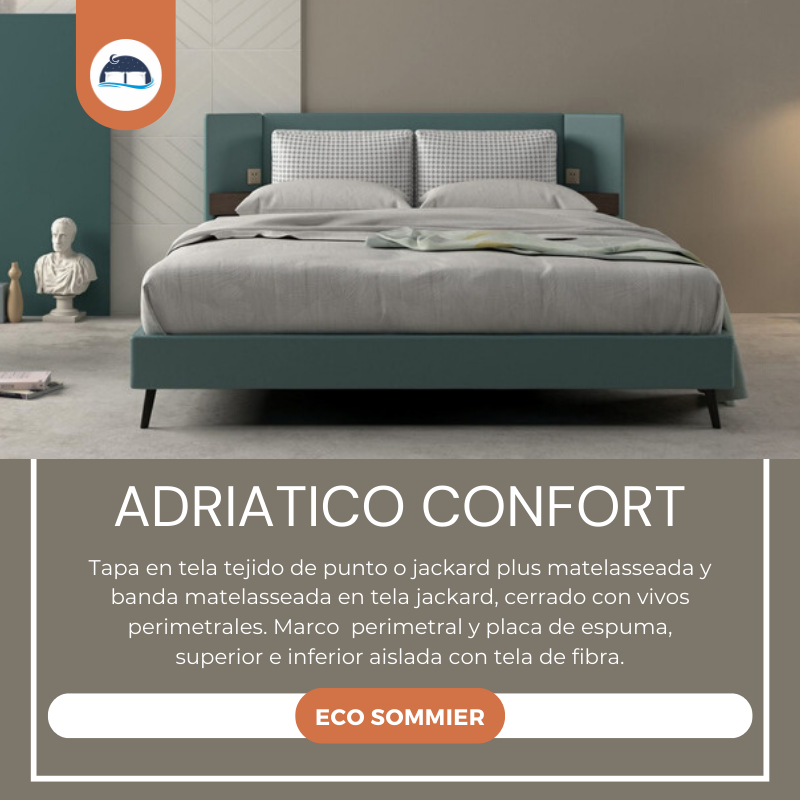 ADRIATICO CONFORT
Tapa en tela tejido de punto o jackard plus matelasseada y
banda matelasseada en tela jackard, cerrado con vivos
perimetrales. Marco  perimetral y placa de espuma,
superior e inferior aislada con tela de fibra.
ECO SOMMIER